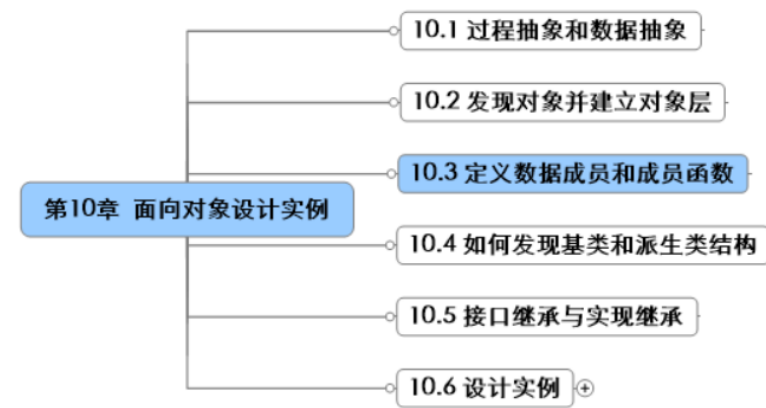 10.1 过程抽象和数据抽象
10.2 发现对象并建立对象层
10.3 定义数据成员和成员函数
第10章 面向对象设计实例
10.4 如何发现基类和派生类结构
10.5 接口继承与实现继承
10.6 设计实例